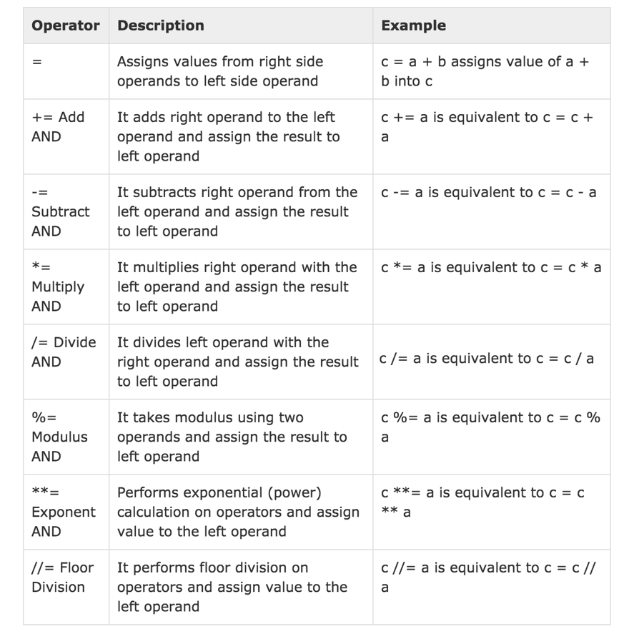 Operator Description Example
= Assigns values from right side operands to left side operand c = a + b assigns value of a + b into c
+= Add AND It adds right operand to the left operand and assign the result to left operand c += a is equivalent to c = c + a
-= Subtract AND It subtracts right operand from the left operand and assign the result to left operand c -= a is equivalent to c = c - a
*= Multiply AND It multiplies right operand with the left operand and assign the result to left operand c *= a is equivalent to c = c * a
/= Divide AND It divides left operand with the right operand and assign the result to left operand c /= a is equivalent to c = c / a
%= Modulus AND It takes modulus using two operands and assign the result to left operand c %= a is equivalent to c = c % a
**= Exponent AND Performs exponential (power) calculation on operators and assign value to the left operand c **= a is equivalent to c = c ** a
//= Floor Division It performs floor division on operators and assign value to the left operand c //= a is equivalent to c = c // a